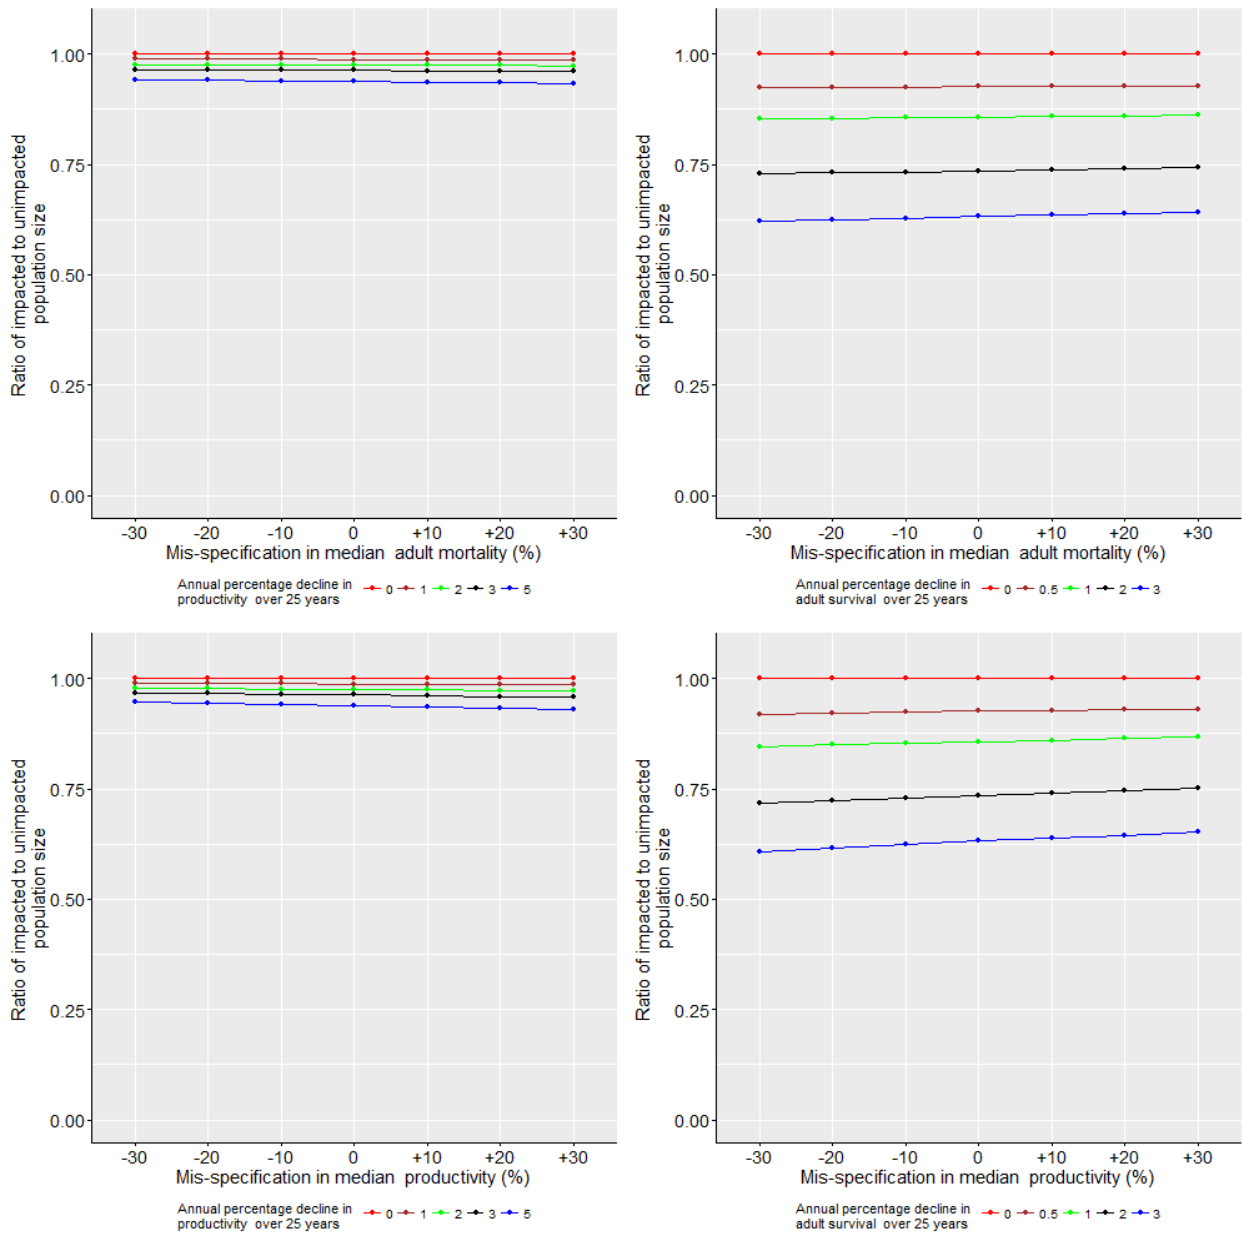 Ratio of impacted to unimpacted
population size
1.00
0.75
0.50
0.25
0.00
-30 -20 -10 0 +10 +20 +30
Mis-specification in median adult mortality (%)
Annual percentage decline in
productivity over 25 years
0 1 2 3 5
Ratio of impacted to unimpacted
population size
1.00
0.75
0.50
0.25
0.00
-30 -20 -10 0 +10 +20 +30
Mis-specification in median adult mortality (%)
Annual percentage decline in
adult survival over 25 years
0 0.5 1 2 3
Ratio of impacted to unimpacted
population size
1.00
0.75
0.50
0.25
0.00
-30 -20 -10 0 +10 +20 +30
Mis-specification in median productivity (%)
Annual percentage decline in
productivity over 25 years
0 1 2 3 5
Ratio of impacted to unimpacted
population size
1.00
0.75
0.50
0.25
0.00
-30 -20 -10 0 +10 +20 +30
Mis-specification in median productivity (%)
Annual percentage decline in
adult survival over 25 years
0 0.5 1 2 3